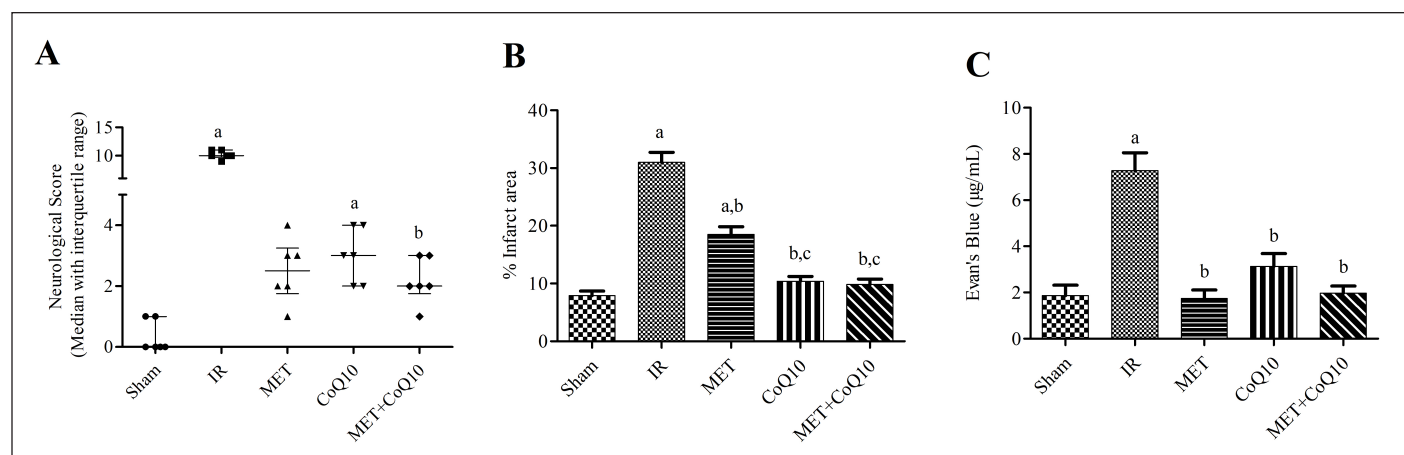 A
Neurological Score
(Median with interquertile range)
15
10
4
2
0
a
a
b
Sham
IR
MET
CoQ10
MET+CoQ10
B
% Infarct area
40
30
20
10
0
a
a,b
b,c
b,c
Sham
IR
MET
CoQ10
MET+CoQ10
C
Evan's Blue (µg/mL)
10
8
6
4
2
0
a
b
b
b
Sham
IR
MET
CoQ10
MET+CoQ10